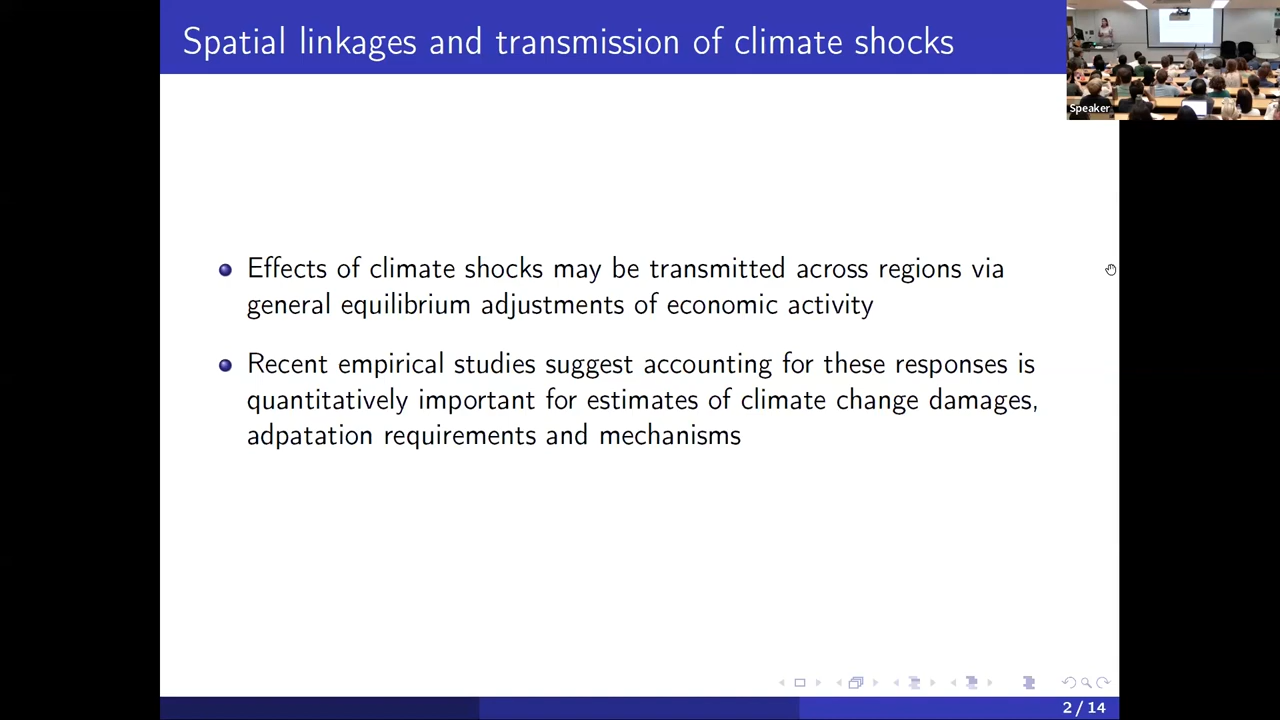 Spatial linkages and transmission of climate shocks
Speaker
Effects of climate shocks may be transmitted across regions via
general equilibrium adjustments of economic activity
Recent empirical studies suggest accounting for these responses is
quantitatively important for estimates of climate change damages,
adpatation requirements and mechanisms
2 / 14